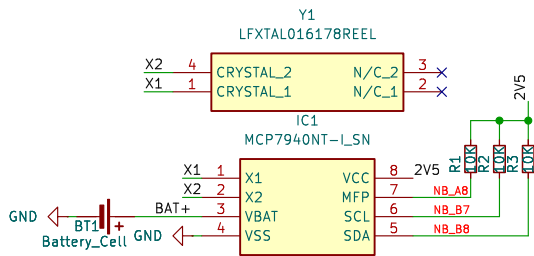 Y1
LFXTAL016178REEL
X2 4 CRYSTAL_2 N/C_2 3
X1 1 CRYSTAL_1 N/C_1 2
2V5
IC1
MCP7940NT-I_SN
R1 10K R2 10K R3 10K
X1 1 X1 VCC 8 2V5
X2 2 X2 MFP 7 NB_A8
BAT+ 3 VBAT SCL 6 NB_B7
4 VSS SDA 5 NB_B8
GND
BT1 +
Battery_Cell
GND